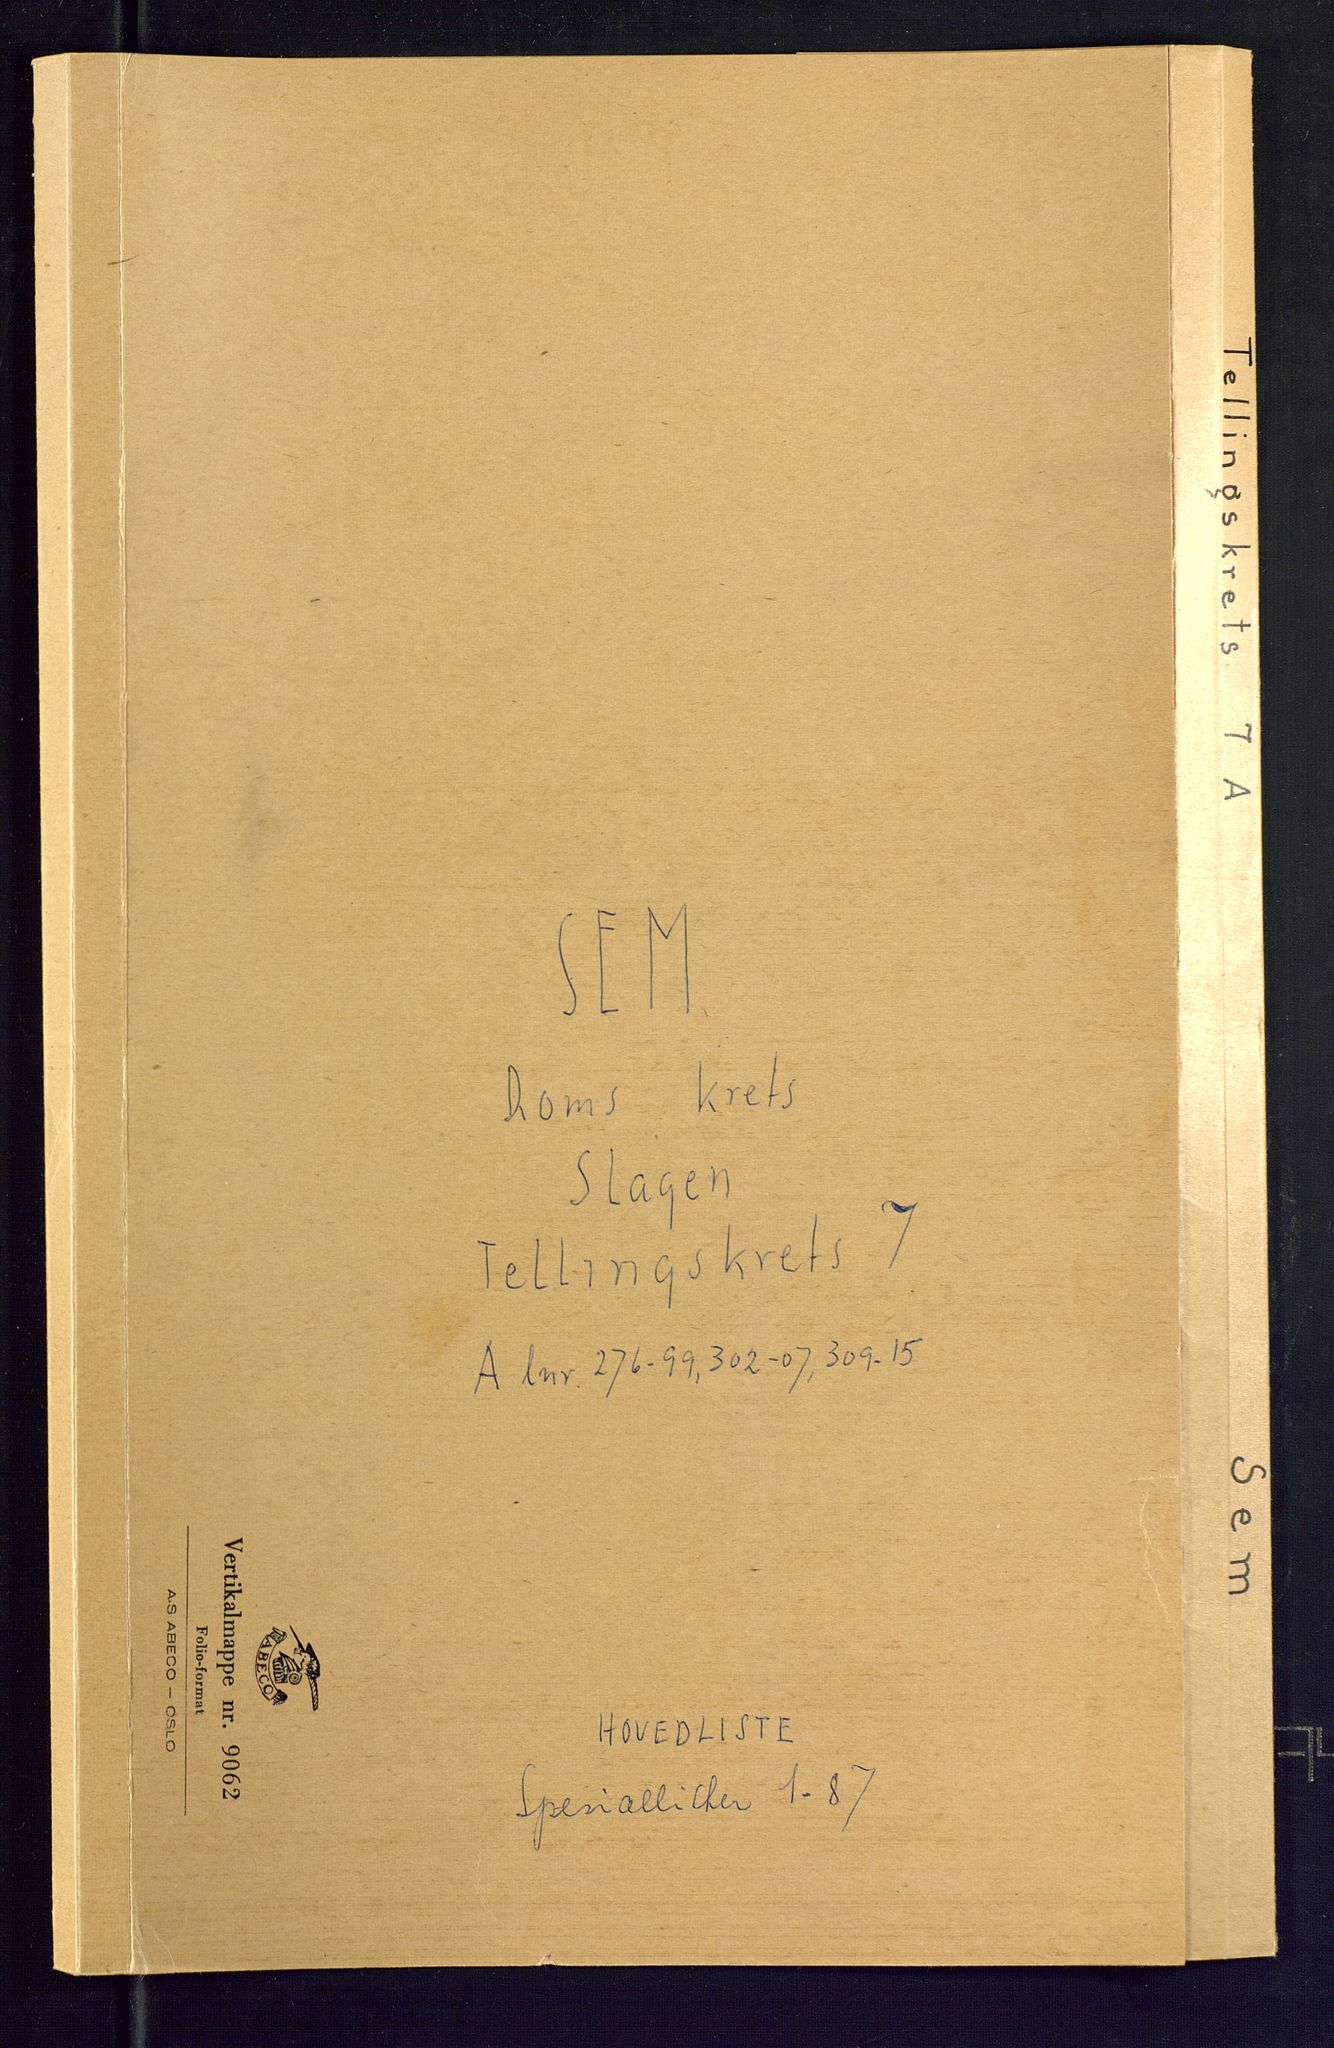 SEM.
Roms krets
Slagen
Tellingskrets 7
A lnr. 276-99, 302-07, 309-15
HOVEDLISTE
Spesiallister 1-87
Tellingskrets 7 A
Sem
ABECO
Vertikalmappe nr. 9062
Folio-format
A.S ABECO – OSLO